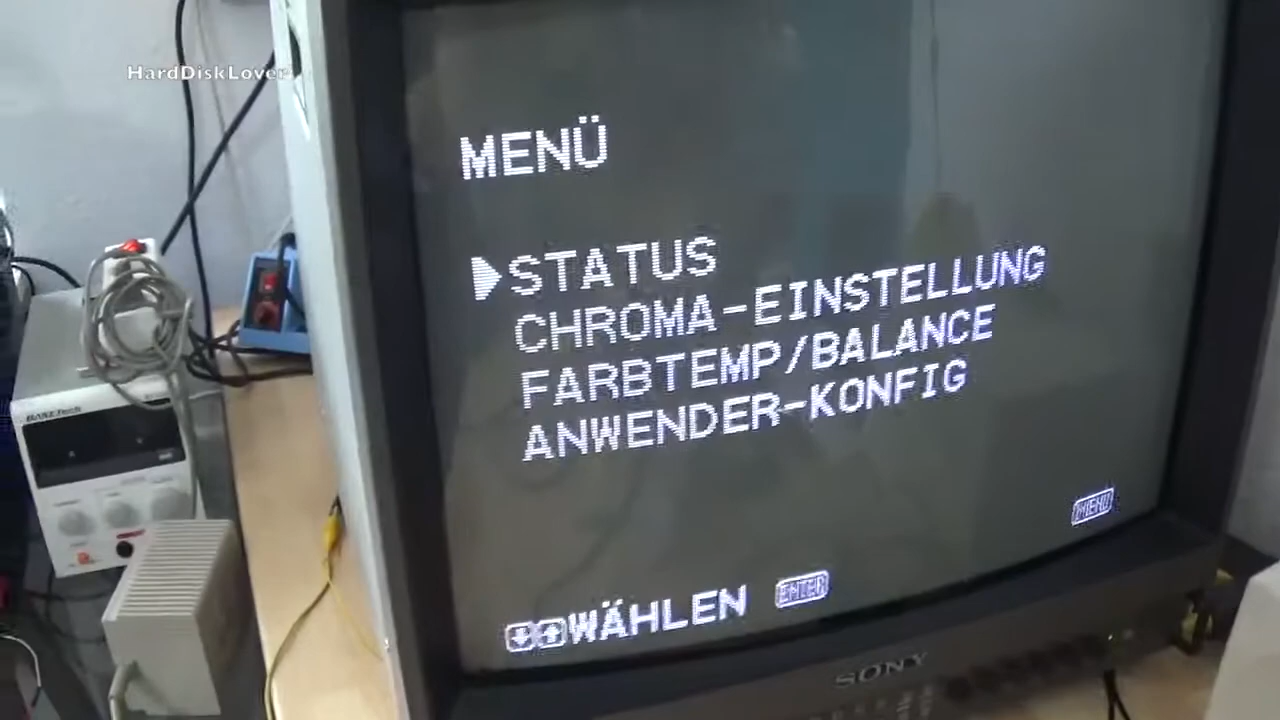 HardDiskLover
MENÜ
▶STATUS
CHROMA-EINSTELLUNG
FARBTEMP/BALANCE
ANWENDER-KONFIG
MENU
↓↑WÄHLEN ENTER
SONY